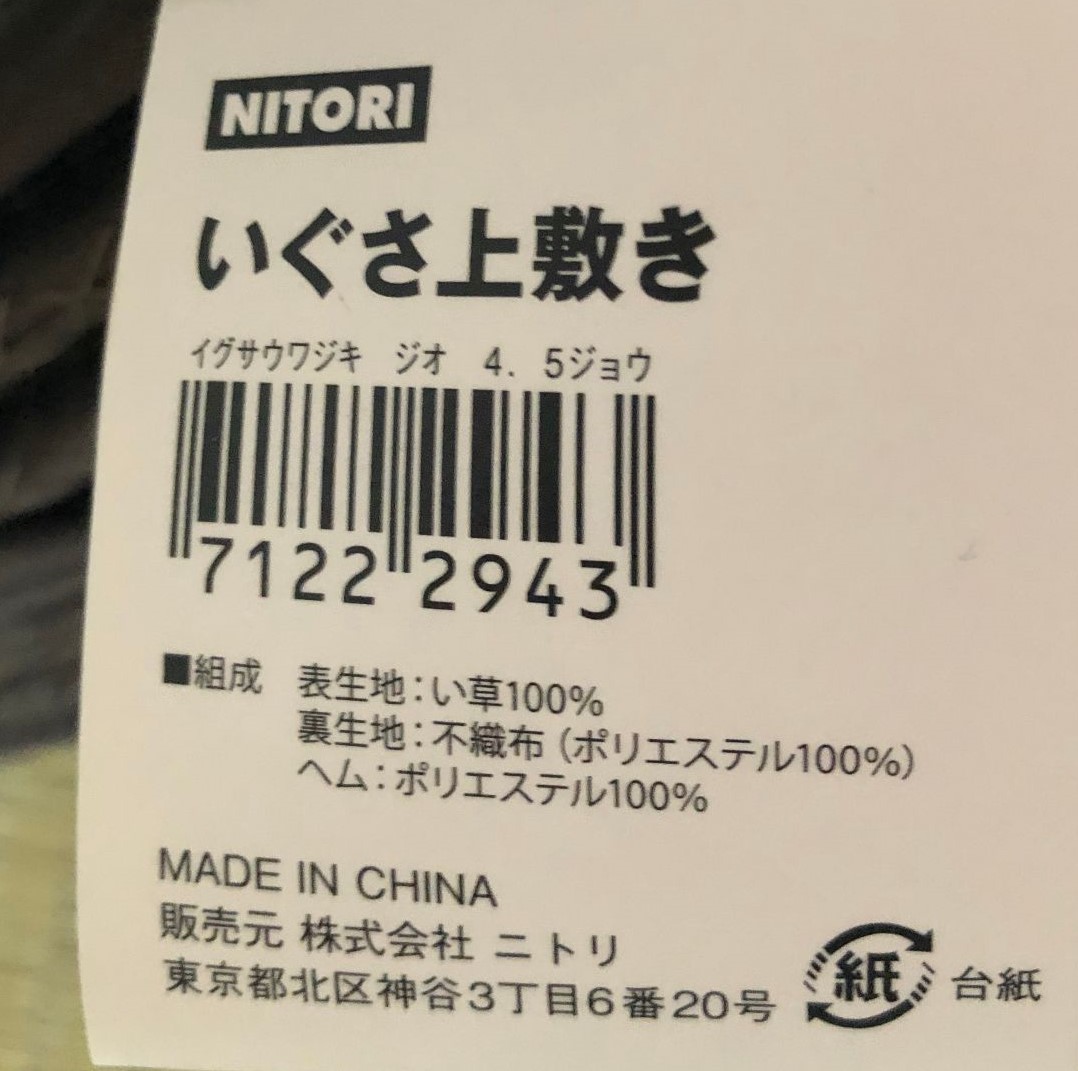 NITORI
いぐさ上敷き
イグサウワジキ ジオ 4．5ジョウ
7122 2943
■組成 表生地：い草100%
裏生地：不織布（ポリエステル100%）
ヘム：ポリエステル100%
MADE IN CHINA
販売元 株式会社 ニトリ
東京都北区神谷3丁目6番20号
紙 台紙